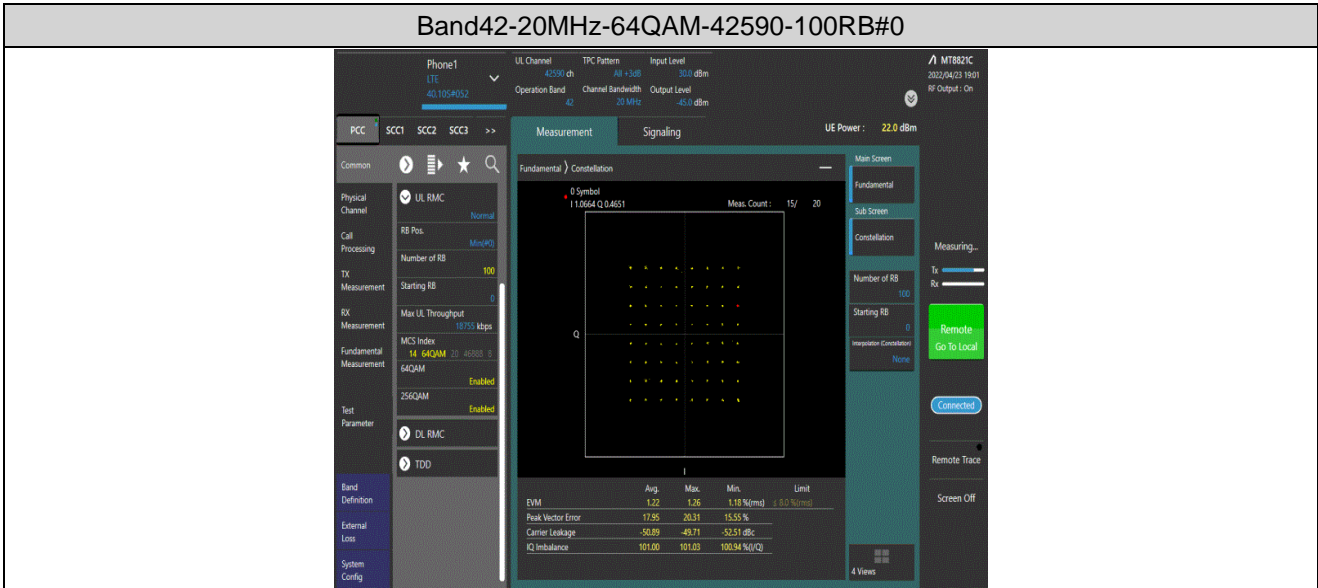 Band42-20MHz-64QAM-42590-100RB#0
Phone1
LTE
40.10S#052
UL Channel TPC Pattern Input Level
42590 ch All +3dB 30.0 dBm
Operation Band Channel Bandwidth Output Level
42 20 MHz -45.0 dBm
MT8821C
2022/04/23 19:01
RF Output : On
PCC SCC1 SCC2 SCC3 >>
Measurement Signaling
UE Power : 22.0 dBm
Common
Physical Channel
Call Processing
TX Measurement
RX Measurement
Fundamental Measurement
Test Parameter
Band Definition
External Loss
System Config
UL RMC
Normal
RB Pos.
Min(#0)
Number of RB
100
Starting RB
0
Max UL Throughput
18755 kbps
MCS Index
14 64QAM 20 46888 8
64QAM
Enabled
256QAM
Enabled
DL RMC
TDD
Fundamental Constellation
0 Symbol
I 1.0664 Q 0.4651
Meas. Count : 15/ 20
Q
I
Avg. Max. Min. Limit
EVM 1.22 1.26 1.18 %(rms) ≤ 8.0 %(rms)
Peak Vector Error 17.95 20.31 15.55 %
Carrier Leakage -50.89 -49.71 -52.51 dBc
IQ Imbalance 101.00 101.03 100.94 %(I/Q)
Main Screen
Fundamental
Sub Screen
Constellation
Number of RB
100
Starting RB
0
Interpolation (Constellation)
None
4 Views
Measuring...
Tx
Rx
Remote
Go To Local
Connected
Remote Trace
Screen Off